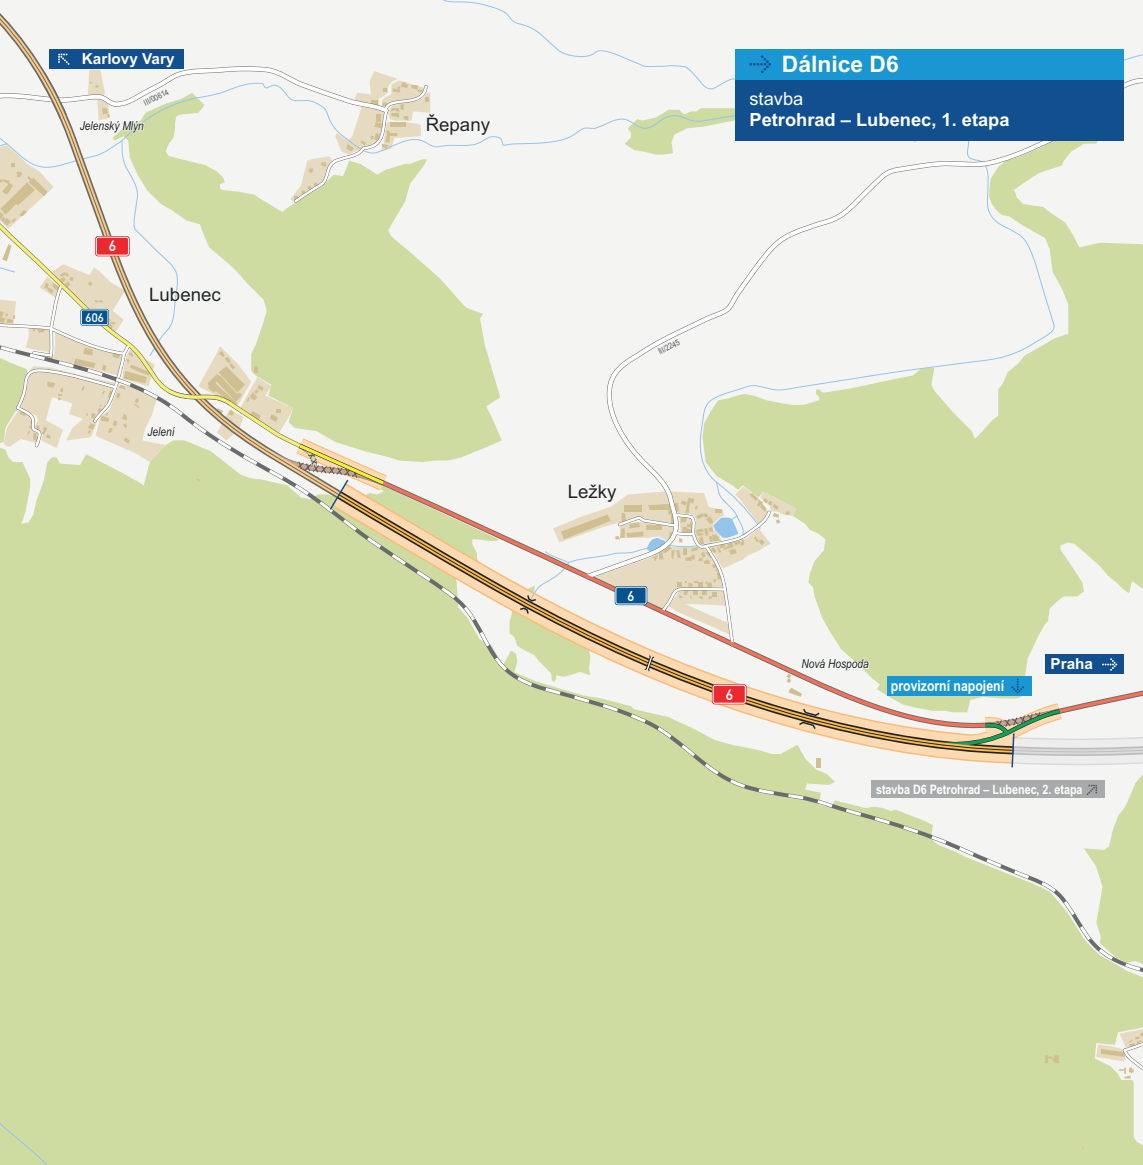 Karlovy Vary
Dálnice D6
stavba
Petrohrad – Lubenec, 1. etapa
III/00614
Jelenský Mlýn
Řepany
6
Lubenec
606
III/2245
Jelení
Ležky
6
Nová Hospoda
Praha
provizorní napojení
6
stavba D6 Petrohrad – Lubenec, 2. etapa